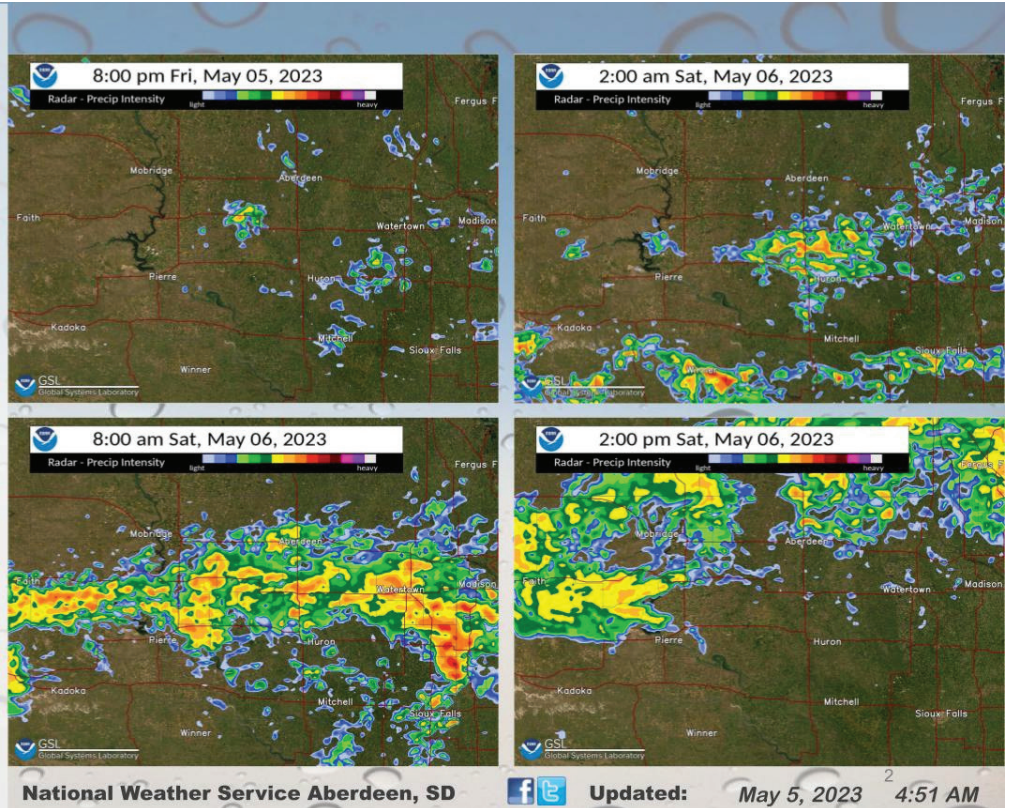 8:00 pm Fri, May 05, 2023
Radar - Precip Intensity
light
heavy
Fergus F
Mobridge
Aberdeen
Faith
Watertown
Madison
Pierre
Huron
Kadoka
Mitchell
Sioux Falls
Winner
GSL
Global Systems Laboratory
2:00 am Sat, May 06, 2023
Radar - Precip Intensity
light
heavy
Fergus F
Mobridge
Aberdeen
Faith
Watertown
Madison
Pierre
Huron
Kadoka
Mitchell
Sioux Falls
Winner
GSL
Global Systems Laboratory
8:00 am Sat, May 06, 2023
Radar - Precip Intensity
light
heavy
Fergus F
Mobridge
Aberdeen
Faith
Watertown
Madison
Pierre
Huron
Kadoka
Mitchell
Sioux Falls
Winner
GSL
Global Systems Laboratory
2:00 pm Sat, May 06, 2023
Radar - Precip Intensity
light
heavy
Fergus F
Mobridge
Aberdeen
Faith
Watertown
Madison
Pierre
Huron
Kadoka
Mitchell
Sioux Falls
Winner
GSL
Global Systems Laboratory
2
National Weather Service Aberdeen, SD
Updated:
May 5, 2023 4:51 AM